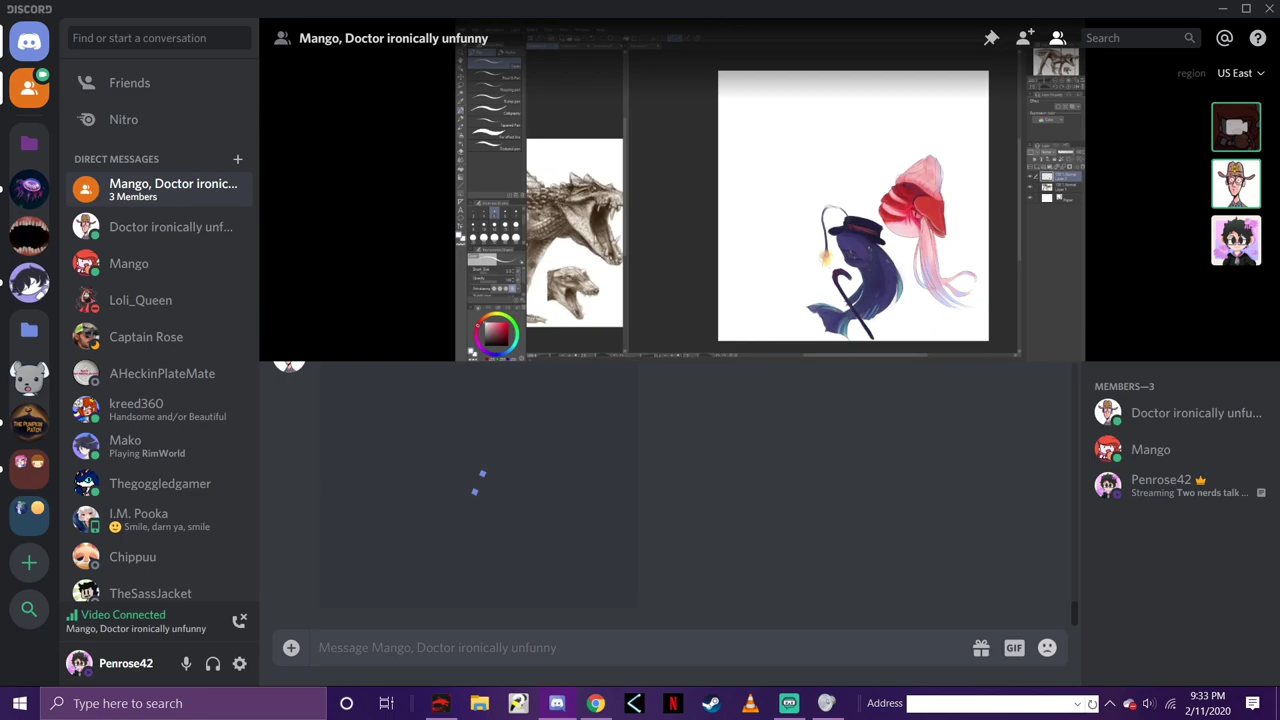 DISCORD
Find or start a conversation
Mango, Doctor ironically unfunny
Search
Friends
region
US East
Nitro
DIRECT MESSAGES
Mango, Doctor ironic...
3 Members
Doctor ironically unf...
Mango
Loli_Queen
Captain Rose
AHeckinPlateMate
kreed360
Handsome and/or Beautiful
Mako
Playing RimWorld
Thegoggledgamer
I.M. Pooka
Smile, darn ya, smile
Chippuu
TheSassJacket
THE PUMPKIN PATCH
MEMBERS—3
Doctor ironically unfu...
Mango
Penrose42
Streaming Two nerds talk ...
Video Connected
Mango, Doctor ironically unfunny
Message Mango, Doctor ironically unfunny
GIF
Penrose42
Type here to search
Address
9:33 PM
2/11/2020